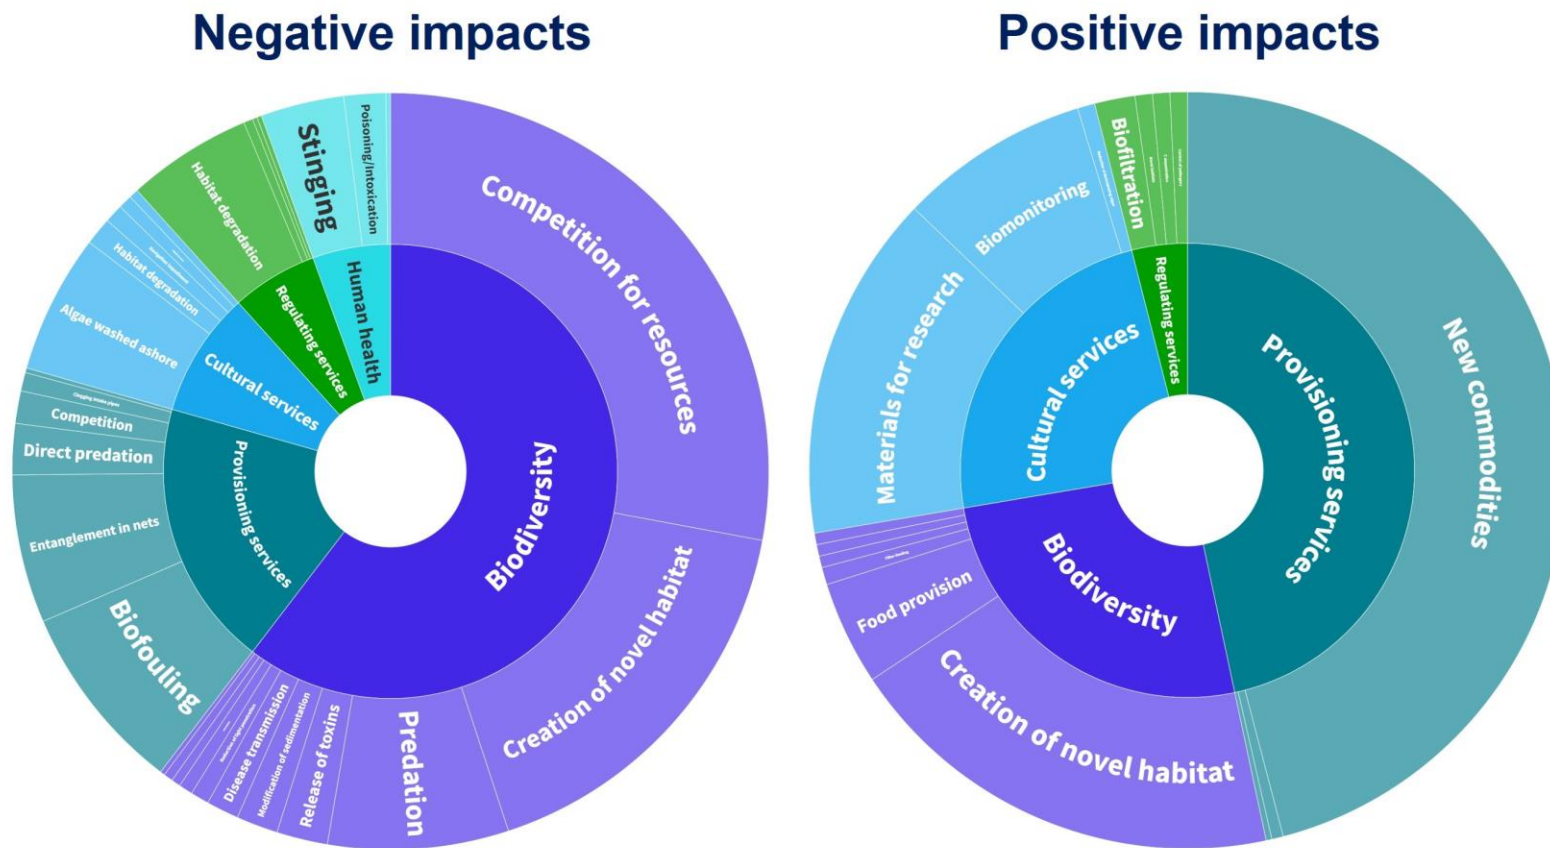 Negative impacts
Positive impacts
Competition for resources
Creation of novel habitat
Predation
Release of toxins
Modification of sedimentation
Disease transmission
Biofouling
Entanglement in nets
Direct predation
Competition
Clogging intake pipes
Algae washed ashore
Habitat degradation
Habitat degradation
Stinging
Poisoning/Intoxication
Biodiversity
Provisioning services
Cultural services
Regulating services
Human health
New commodities
Creation of novel habitat
Food provision
Materials for research
Biomonitoring
Biofiltration
Provisioning services
Biodiversity
Cultural services
Regulating services